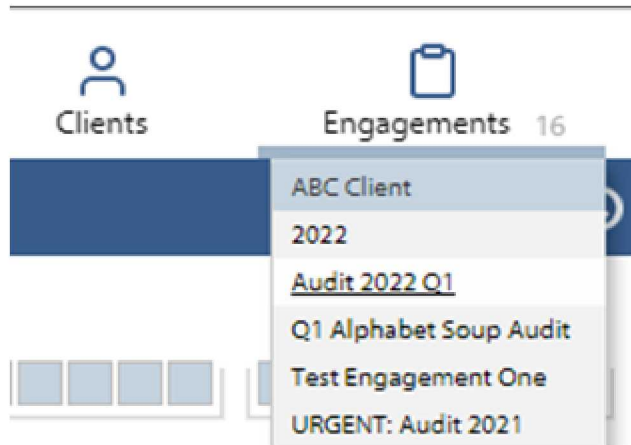 Clients
Engagements 16
ABC Client
2022
Audit 2022 Q1
Q1 Alphabet Soup Audit
Test Engagement One
URGENT: Audit 2021